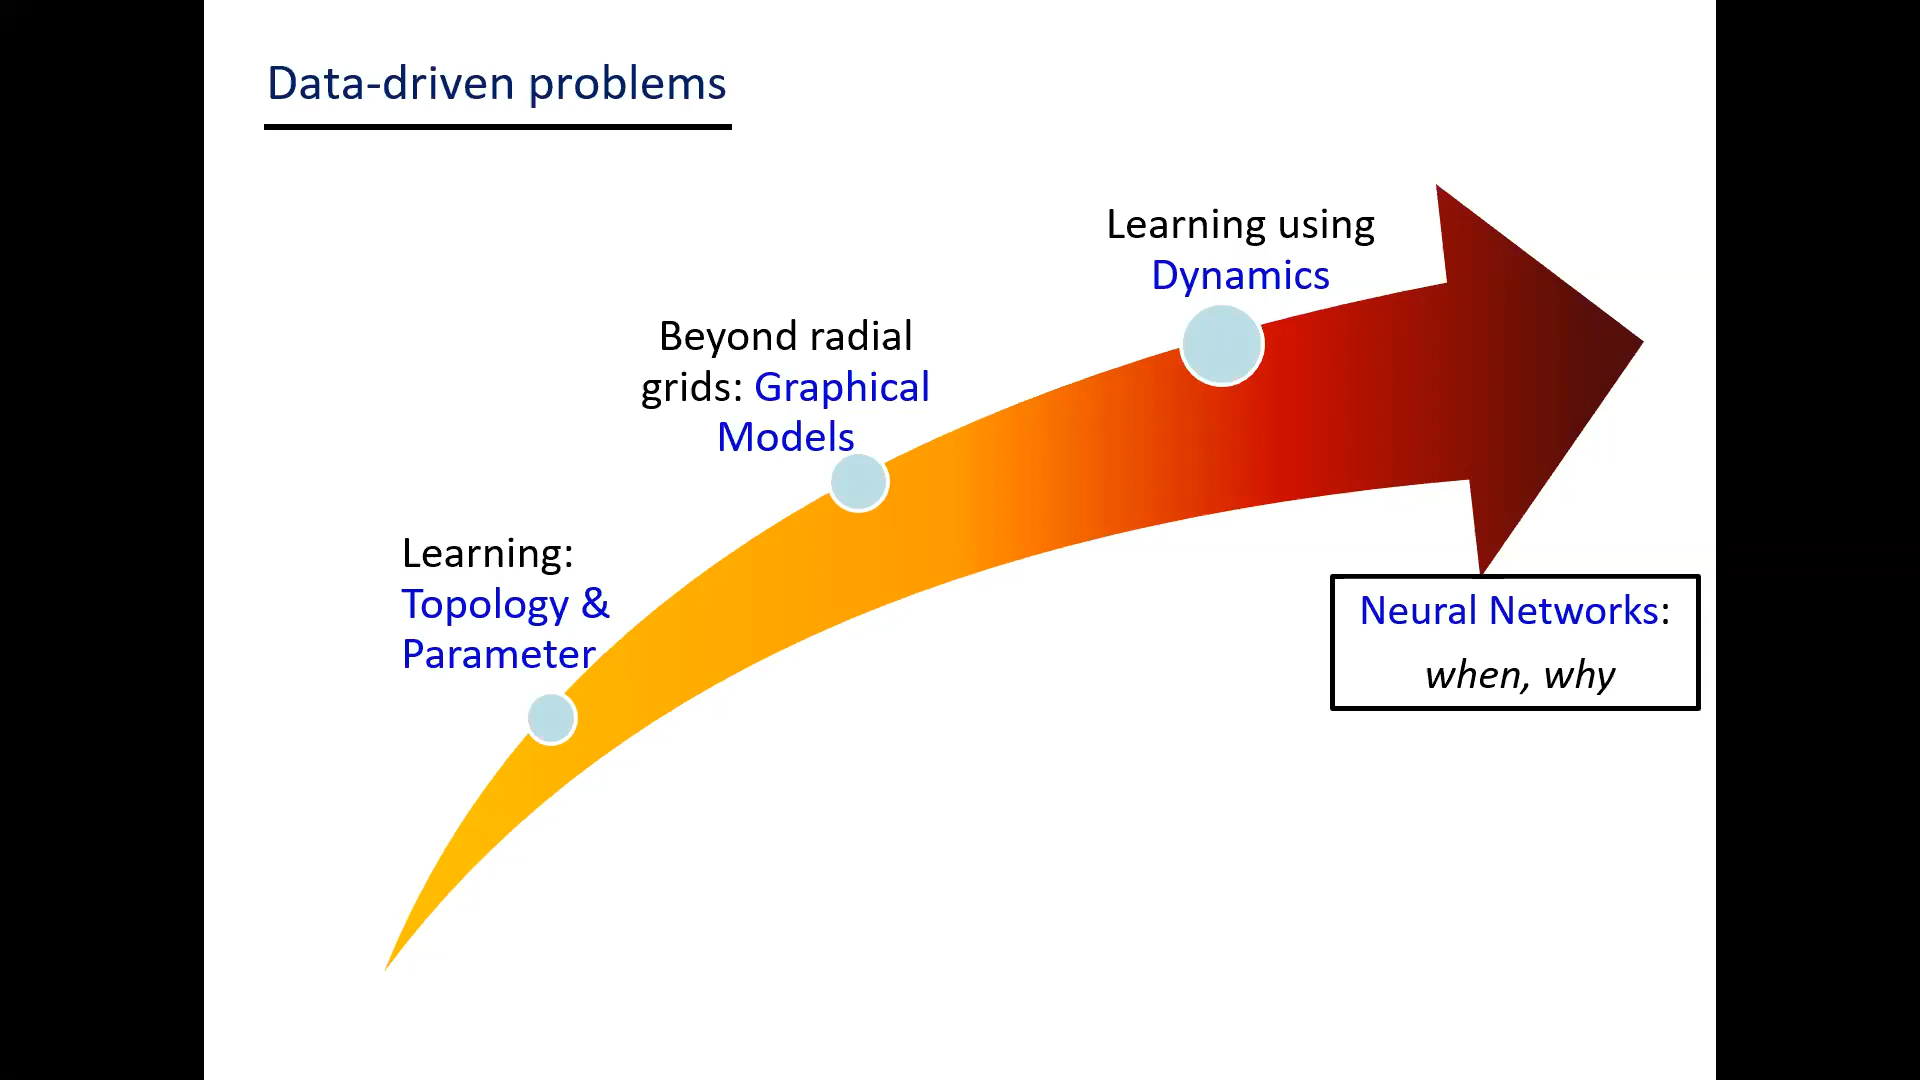 Data-driven problems
Learning using
Dynamics
Beyond radial
grids: Graphical
Models
Learning:
Topology &
Parameter
Neural Networks:
when, why